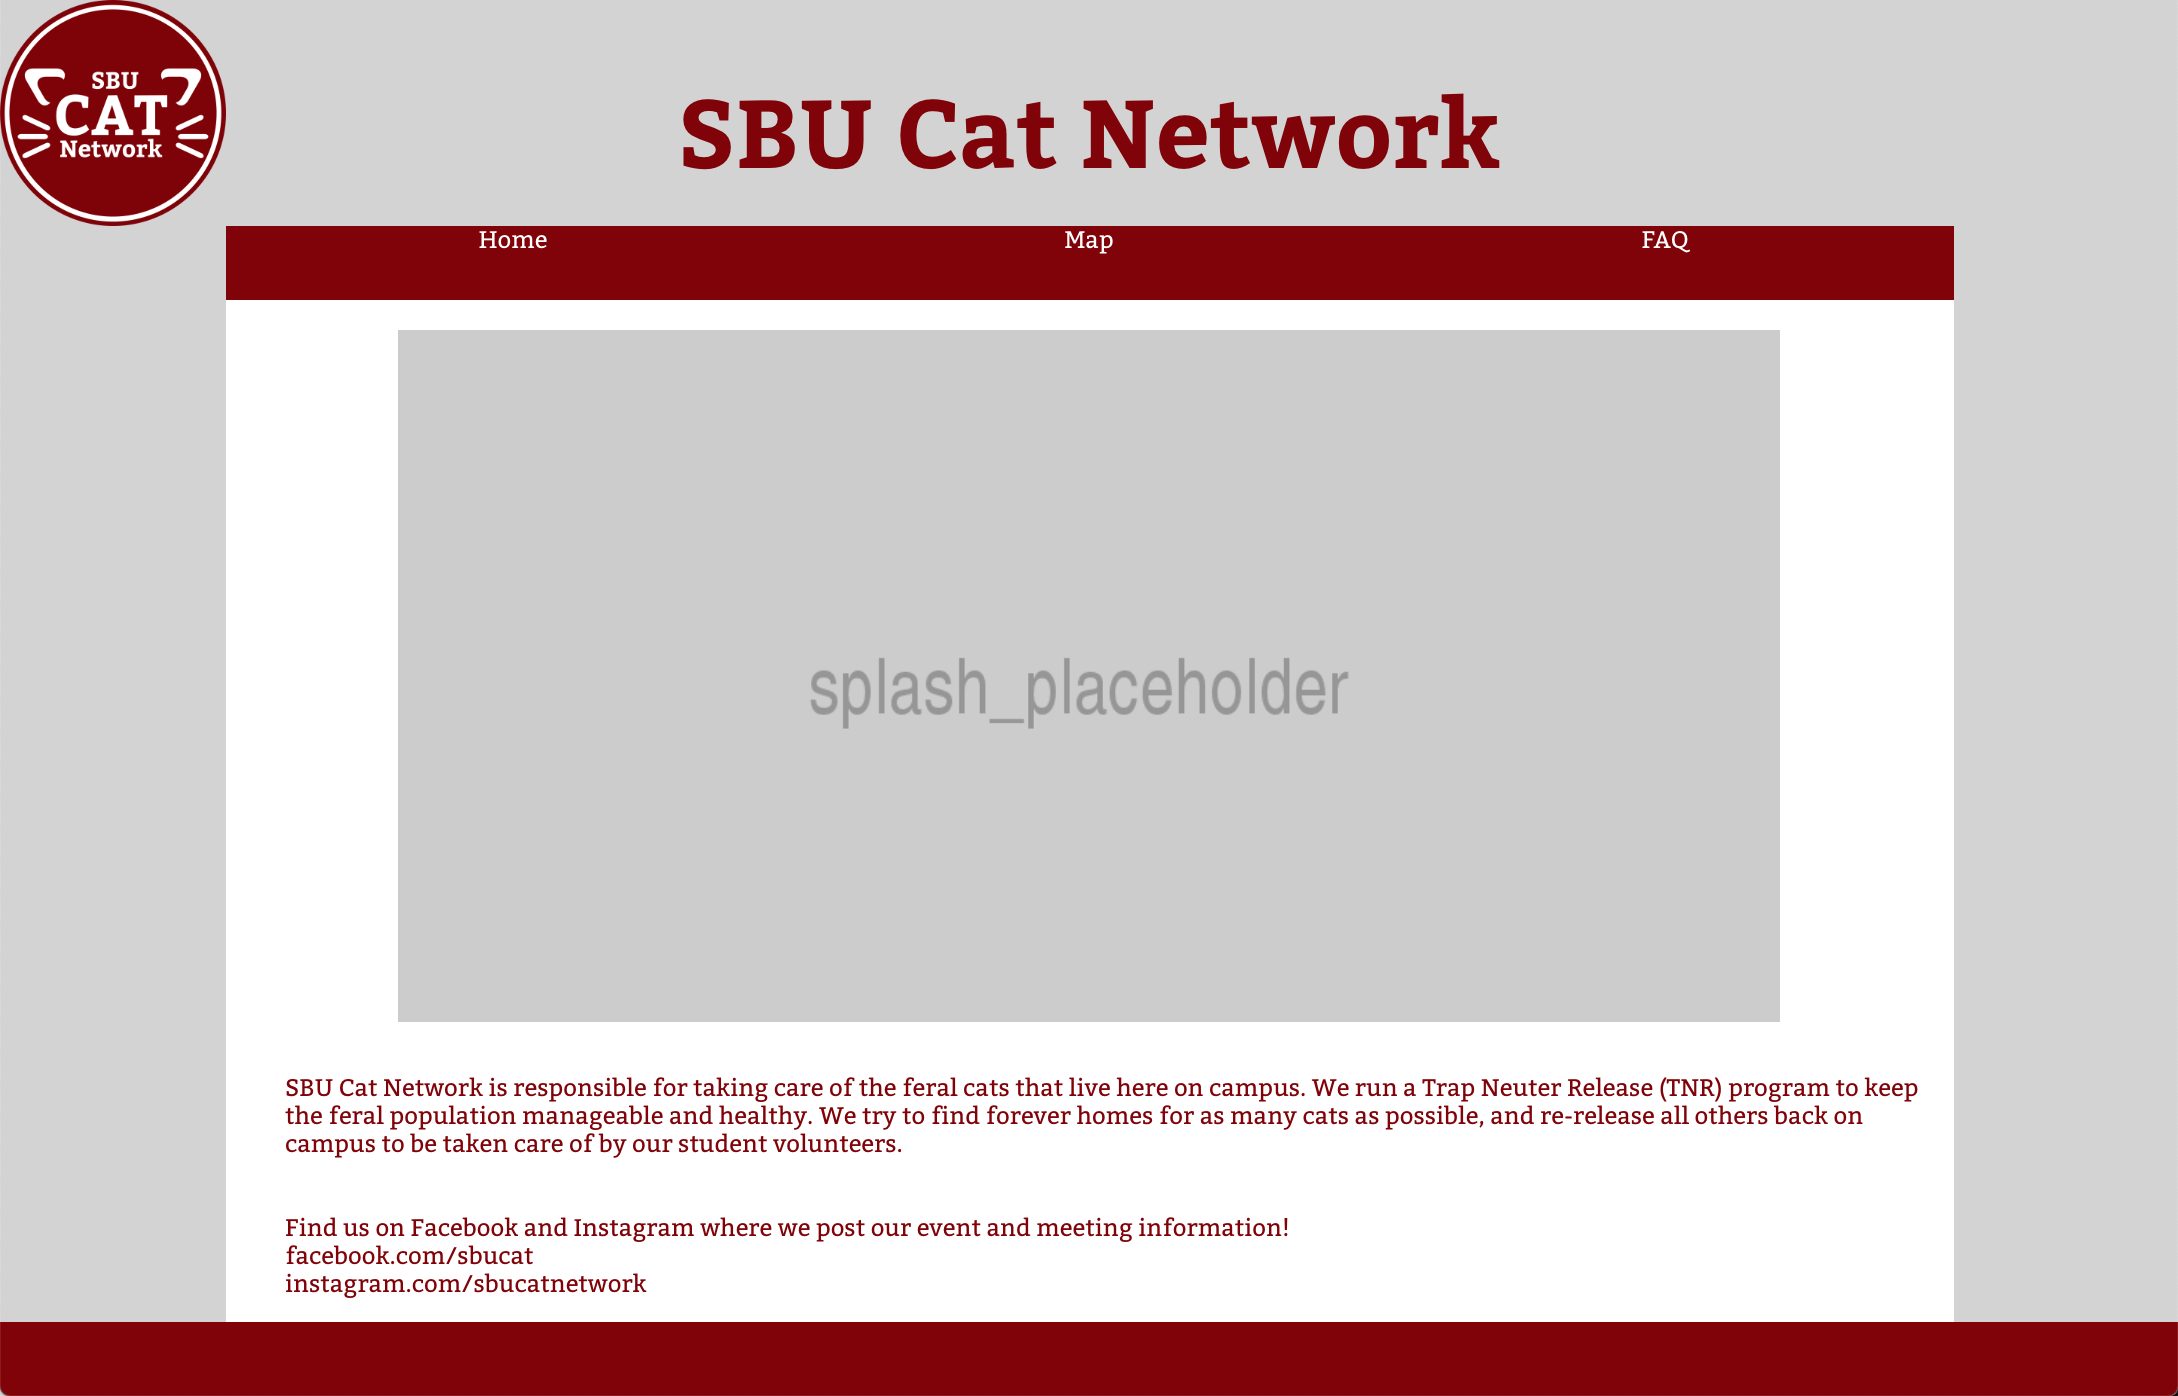 SBU
CAT
Network
SBU Cat Network
Home
Map
FAQ
splash_placeholder
SBU Cat Network is responsible for taking care of the feral cats that live here on campus. We run a Trap Neuter Release (TNR) program to keep
the feral population manageable and healthy. We try to find forever homes for as many cats as possible, and re-release all others back on
campus to be taken care of by our student volunteers.
Find us on Facebook and Instagram where we post our event and meeting information!
facebook.com/sbucat
instagram.com/sbucatnetwork